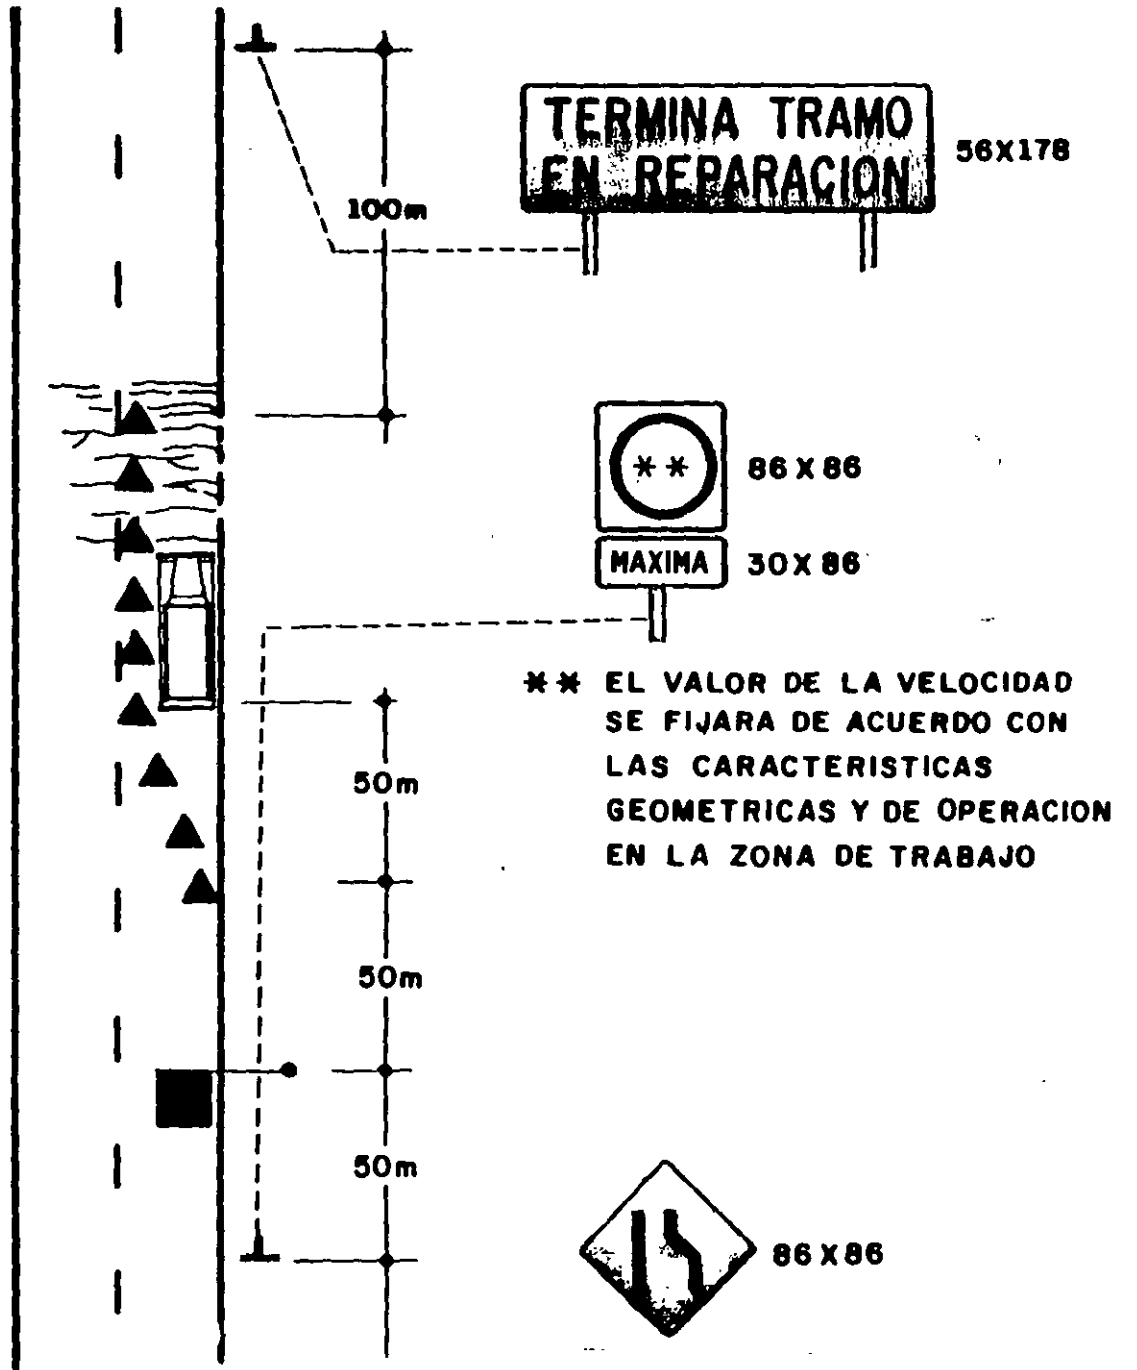 TERMINA TRAMO
EN REPARACION
56X178
100m
**
86 X 86
MAXIMA
30 X 86
** EL VALOR DE LA VELOCIDAD
SE FIJARA DE ACUERDO CON
LAS CARACTERISTICAS
GEOMETRICAS Y DE OPERACION
EN LA ZONA DE TRABAJO
50m
50m
50m
86 X 86